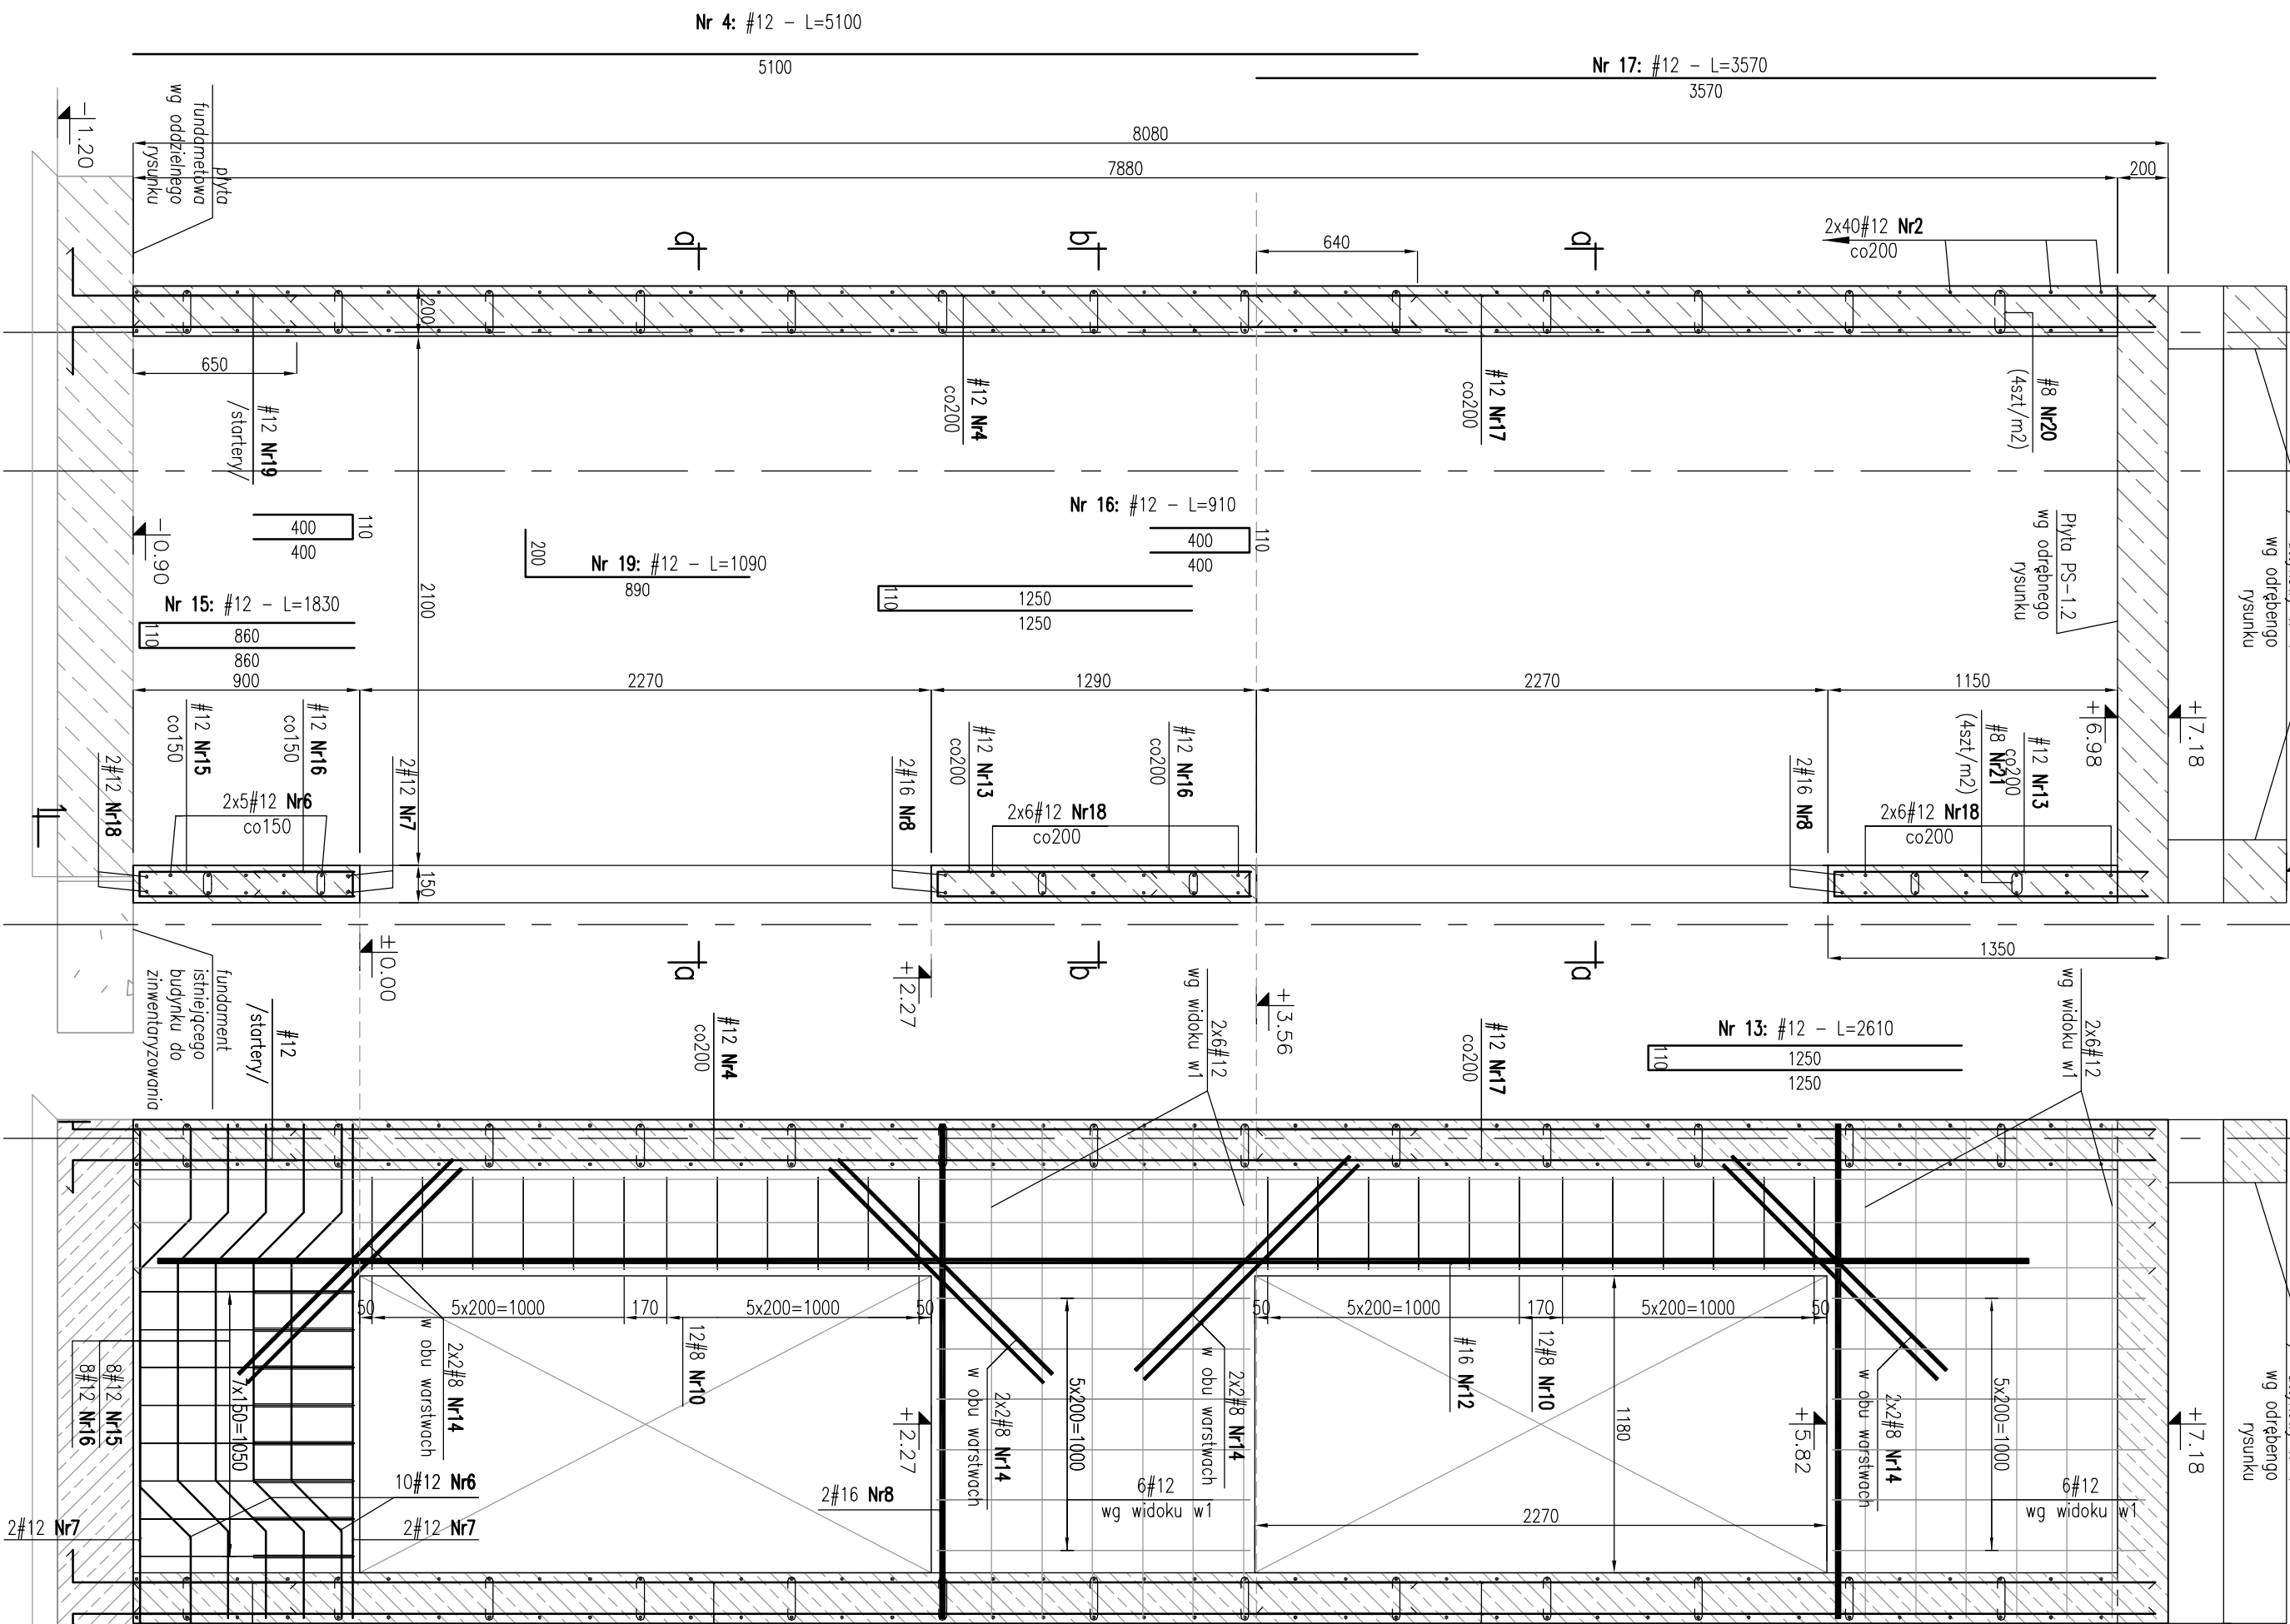 Nr 4: #12 – L=5100
5100
Nr 17: #12 – L=3570
3570
8080
7880
200
-1.20
płyta
fundametowa
wg oddzielnego
rysunku
a
b
a
640
2x40#12 Nr2
co200
200
650
#12 Nr19
/startery/
#12 Nr4
co200
#12 Nr17
co200
#8 Nr20
(4szt/m2)
400
400
110
-0.90
200
Nr 19: #12 – L=1090
890
2100
Nr 16: #12 – L=910
400
400
110
110
1250
1250
Płyta PS-1.2
wg odrębnego
rysunku
wg odrębengo
rysunku
Nr 15: #12 – L=1830
110
860
860
900
2270
1290
2270
1150
+6.98
+7.18
#12 Nr15
co150
#12 Nr16
co150
2#12 Nr18
2x5#12 Nr6
co150
2#12 Nr7
2#16 Nr8
#12 Nr13
co200
2x6#12 Nr18
co200
#12 Nr16
co200
2#16 Nr8
#8 Nr21
(4szt/m2)
#12 Nr13
co200
2x6#12 Nr18
co200
1
150
±0.00
a
+2.27
b
+3.56
a
1350
fundament
istniejącego
budynku do
zinwentaryzowania
#12
/startery/
#12 Nr4
co200
2x6#12
wg widoku w1
#12 Nr17
co200
Nr 13: #12 – L=2610
110
1250
1250
2x6#12
wg widoku w1
50
5x200=1000
170
5x200=1000
50
50
5x200=1000
170
5x200=1000
50
8#12 Nr15
8#12 Nr16
7x150=1050
2x2#8 Nr14
w obu warstwach
12#8 Nr10
+2.27
2x2#8 Nr14
w obu warstwach
5x200=1000
2x2#8 Nr14
w obu warstwach
#16 Nr12
12#8 Nr10
1180
+5.82
2x2#8 Nr14
w obu warstwach
5x200=1000
+7.18
wg odrębengo
rysunku
10#12 Nr6
2#16 Nr8
6#12
wg widoku w1
2270
6#12
wg widoku w1
2#12 Nr7
2#12 Nr7